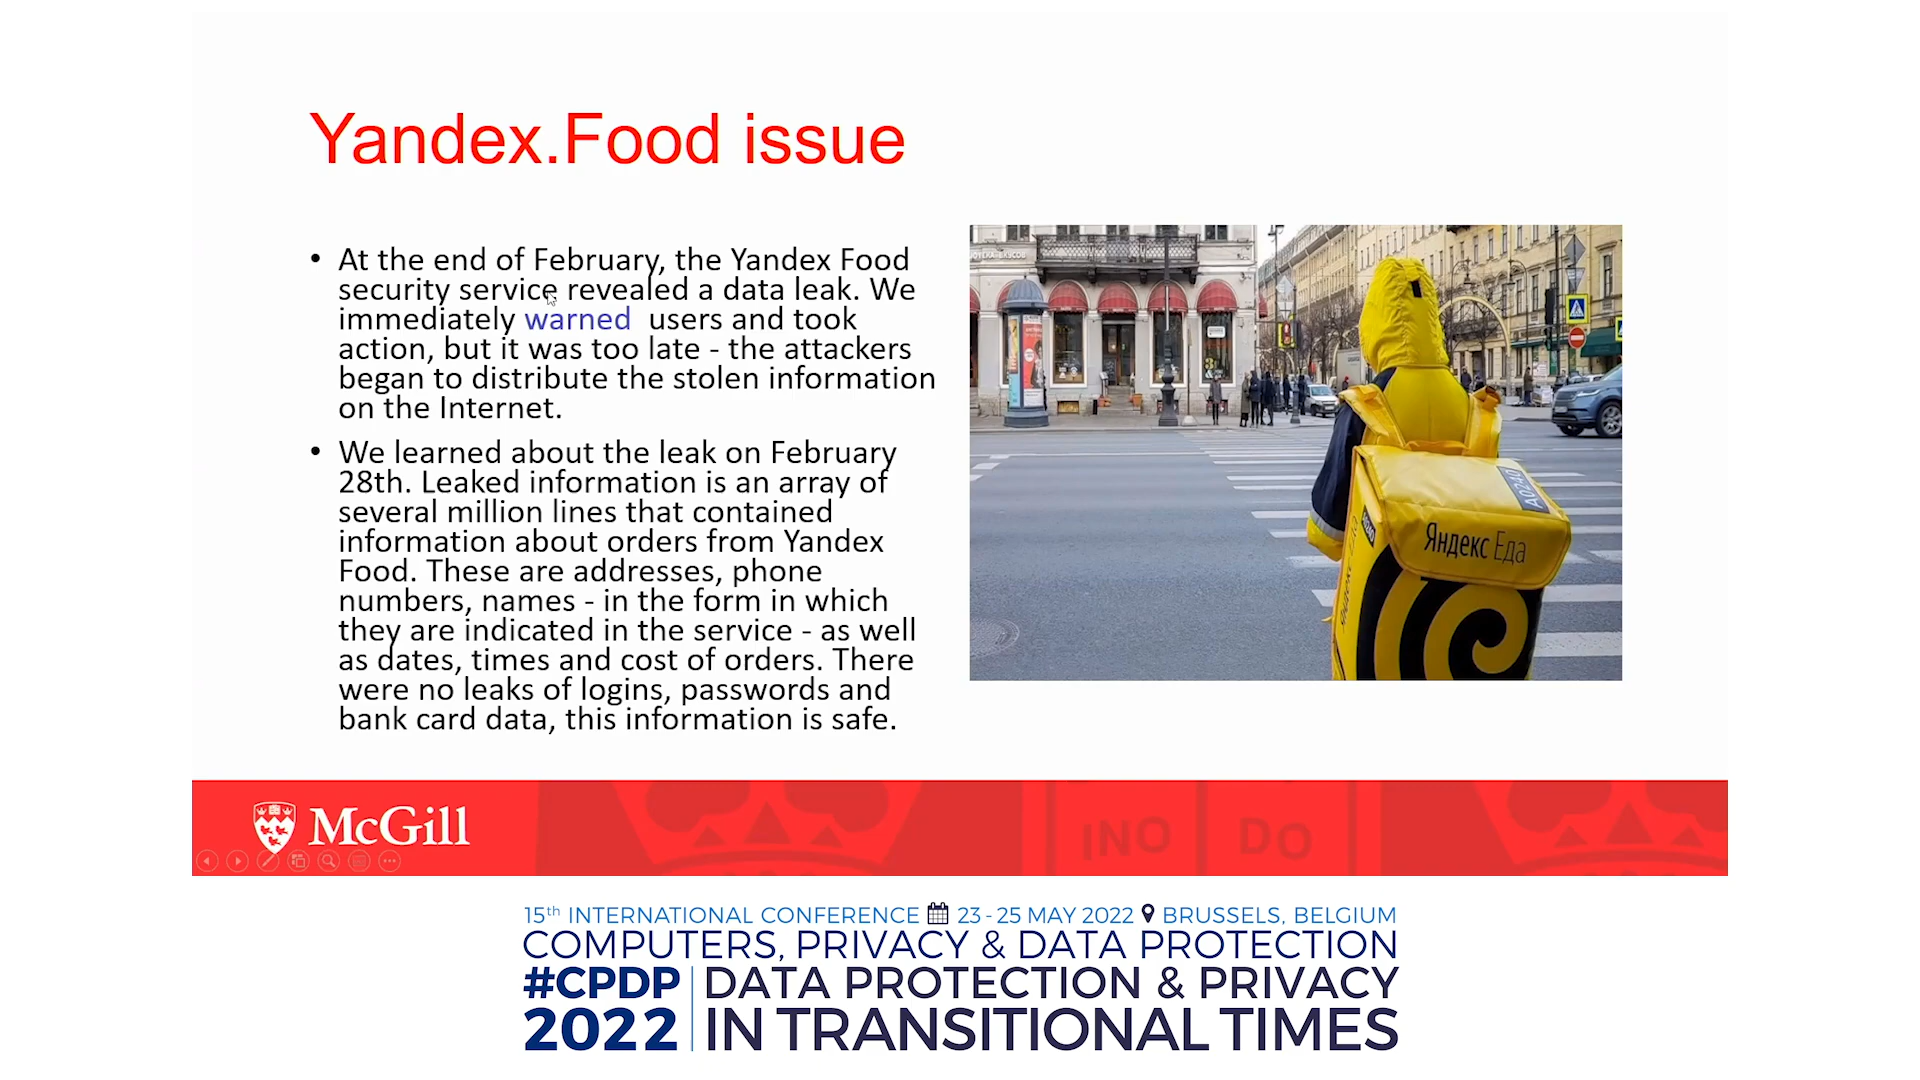 Yandex.Food issue
• At the end of February, the Yandex Food
security service revealed a data leak. We
immediately warned users and took
action, but it was too late - the attackers
began to distribute the stolen information
on the Internet.
• We learned about the leak on February
28th. Leaked information is an array of
several million lines that contained
information about orders from Yandex
Food. These are addresses, phone
numbers, names - in the form in which
they are indicated in the service - as well
as dates, times and cost of orders. There
were no leaks of logins, passwords and
bank card data, this information is safe.
A0240
Яндекс Еда
McGill
INO DO
15th INTERNATIONAL CONFERENCE 23 - 25 MAY 2022 BRUSSELS, BELGIUM
COMPUTERS, PRIVACY & DATA PROTECTION
#CPDP DATA PROTECTION & PRIVACY
2022 IN TRANSITIONAL TIMES